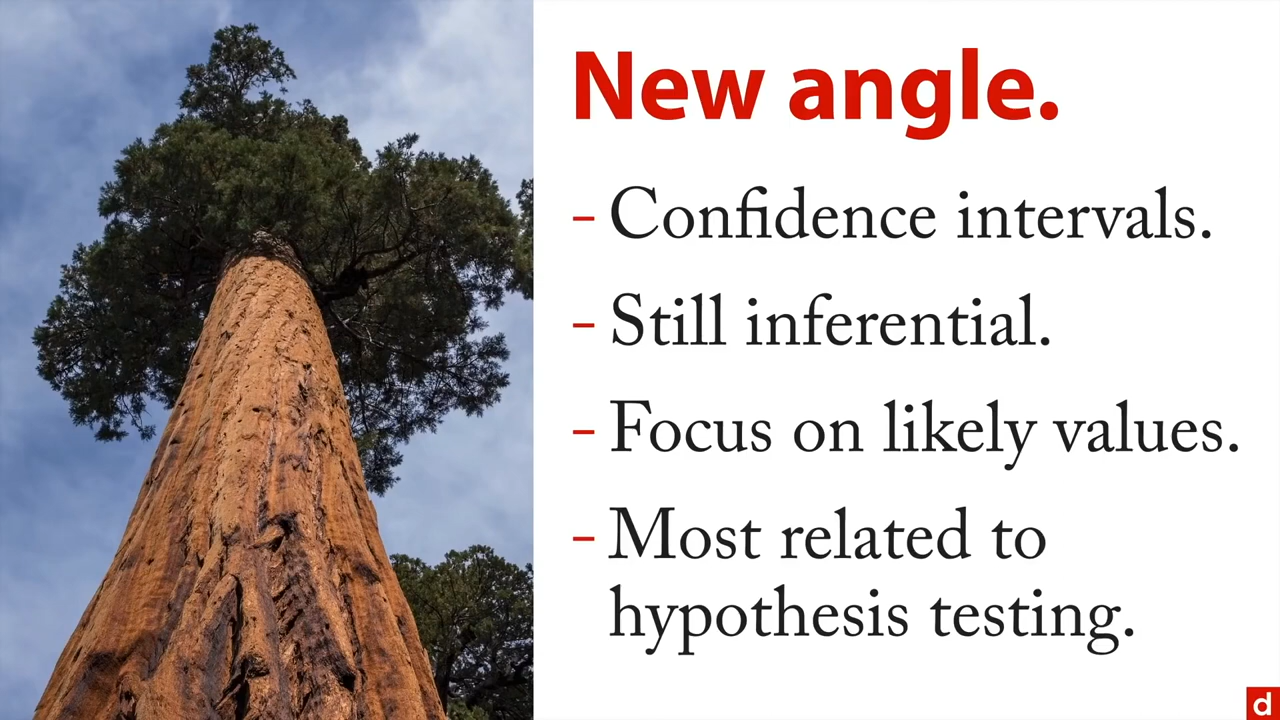 New angle.
- Confidence intervals.
- Still inferential.
- Focus on likely values.
- Most related to
hypothesis testing.
d